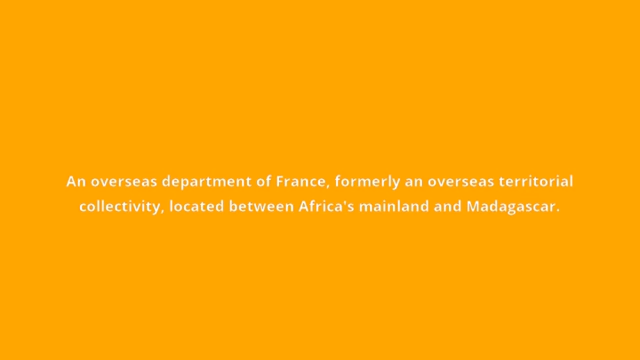 An overseas department of France, formerly an overseas territorial
collectivity, located between Africa's mainland and Madagascar.